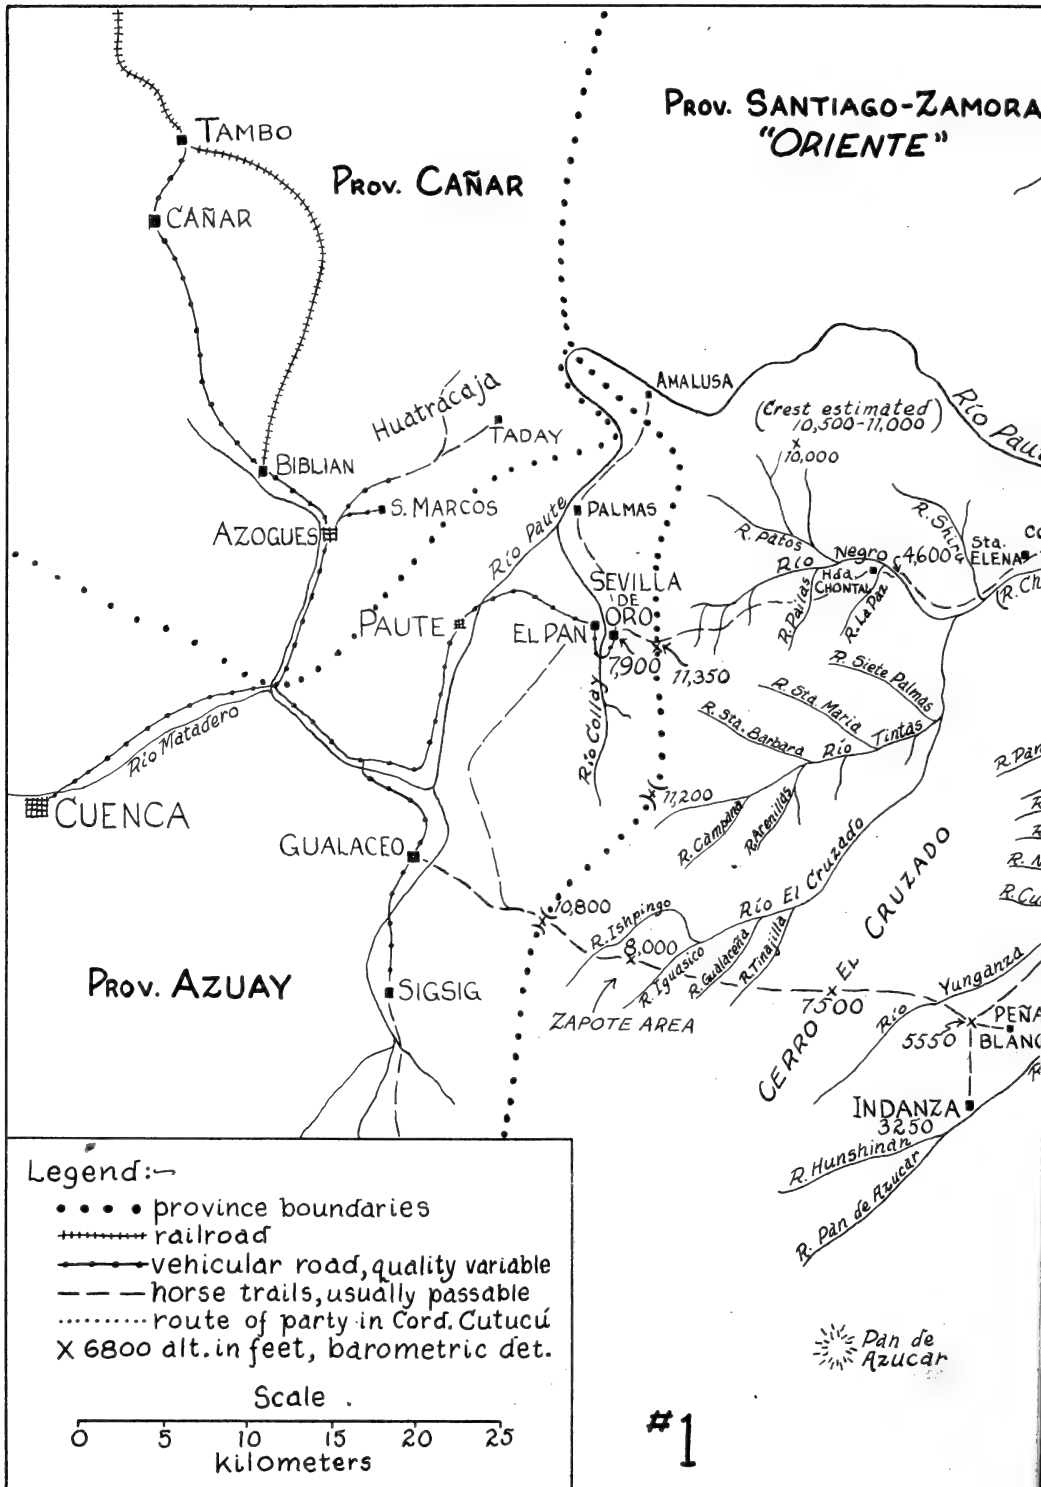 PROV. SANTIAGO-ZAMORA
"ORIENTE"
TAMBO
PROV. CAÑAR
CAÑAR
AMALUSA
Huatracaja
(Crest estimated
10,500-11,000)
x
10,000
Río Paute
TADAY
BIBLIAN
S. MARCOS
PALMAS
AZOGUES
Río Paute
R. Patos
R. Shiro
Río Negro
4,600
Sta.
ELENA
Hda.
CHONTAL
R. Pailas
R. La Paz
SEVILLA
DE
ORO
PAUTE
EL PAN
7,900
11,350
R. Siete Palmas
R. Sta. Maria
R. Sta. Barbara
Río Tintas
Río Matadero
Río Collay
11,200
R. Campana
R. Arenillas
CUENCA
GUALACEO
Río El Cruzado
CERRO EL CRUZADO
10,800
R. Ishpingo
8,000
R. Iguasico
R. Gualaceña
R. Tinajilla
PROV. AZUAY
SIGSIG
ZAPOTE AREA
7500
Río Yunganza
5550
PEÑA
BLANC
INDANZA
3250
R. Hunshinan
R. Pan de Azucar
Legend:-
province boundaries
railroad
vehicular road, quality variable
horse trails, usually passable
route of party in Cord. Cutucú
X 6800 alt. in feet, barometric det.
Scale
0 5 10 15 20 25
kilometers
Pan de
Azucar
#1